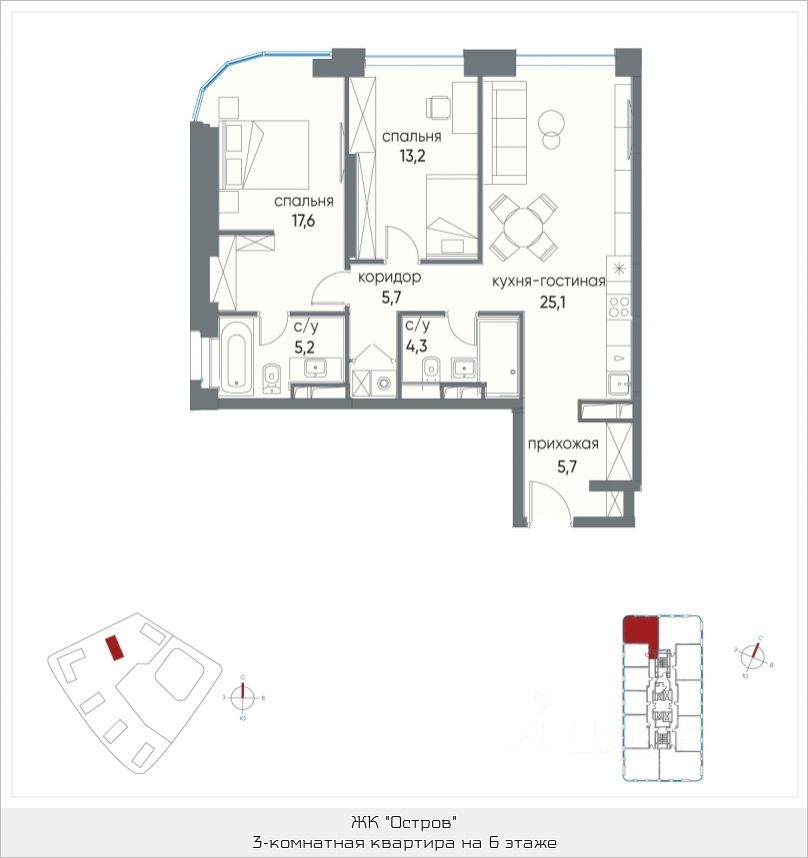 спальня
13,2
спальня
17,6
коридор
5,7
кухня-гостиная
25,1
с/у
5,2
с/у
4,3
прихожая
5,7
С
З
В
Ю
С
З
В
Ю
ЖК "Остров"
3-комнатная квартира на 6 этаже